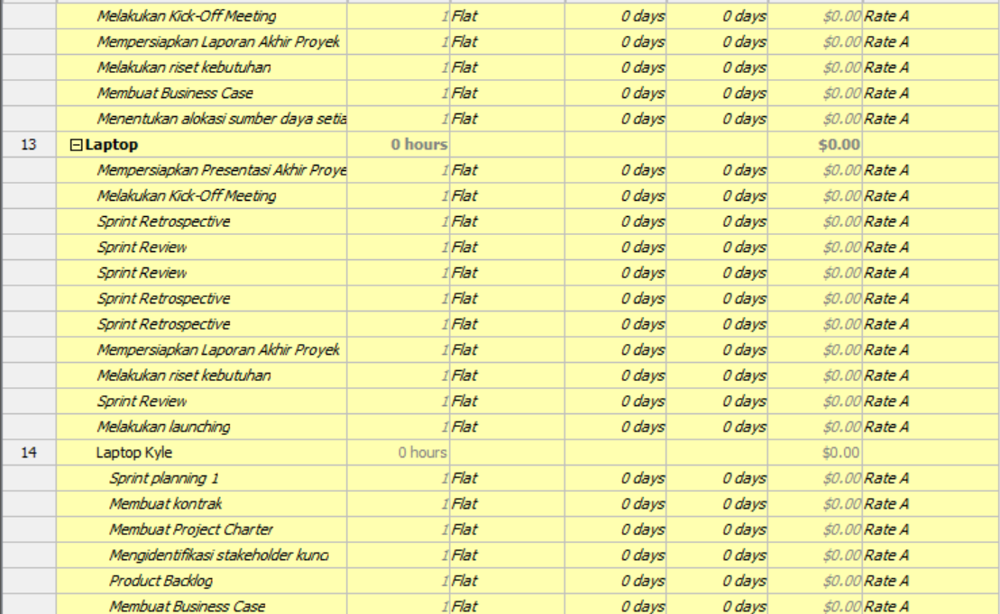 Melakukan Kick-Off Meeting 1 Flat 0 days 0 days $0.00 Rate A
Mempersiapkan Laporan Akhir Proyek 1 Flat 0 days 0 days $0.00 Rate A
Melakukan riset kebutuhan 1 Flat 0 days 0 days $0.00 Rate A
Membuat Business Case 1 Flat 0 days 0 days $0.00 Rate A
Menentukan alokasi sumber daya setia 1 Flat 0 days 0 days $0.00 Rate A
13 Laptop 0 hours $0.00
Mempersiapkan Presentasi Akhir Proye 1 Flat 0 days 0 days $0.00 Rate A
Melakukan Kick-Off Meeting 1 Flat 0 days 0 days $0.00 Rate A
Sprint Retrospective 1 Flat 0 days 0 days $0.00 Rate A
Sprint Review 1 Flat 0 days 0 days $0.00 Rate A
Sprint Review 1 Flat 0 days 0 days $0.00 Rate A
Sprint Retrospective 1 Flat 0 days 0 days $0.00 Rate A
Sprint Retrospective 1 Flat 0 days 0 days $0.00 Rate A
Mempersiapkan Laporan Akhir Proyek 1 Flat 0 days 0 days $0.00 Rate A
Melakukan riset kebutuhan 1 Flat 0 days 0 days $0.00 Rate A
Sprint Review 1 Flat 0 days 0 days $0.00 Rate A
Melakukan launching 1 Flat 0 days 0 days $0.00 Rate A
14 Laptop Kyle 0 hours $0.00
Sprint planning 1 1 Flat 0 days 0 days $0.00 Rate A
Membuat kontrak 1 Flat 0 days 0 days $0.00 Rate A
Membuat Project Charter 1 Flat 0 days 0 days $0.00 Rate A
Mengidentifikasi stakeholder kunci 1 Flat 0 days 0 days $0.00 Rate A
Product Backlog 1 Flat 0 days 0 days $0.00 Rate A
Membuat Business Case 1 Flat 0 days 0 days $0.00 Rate A